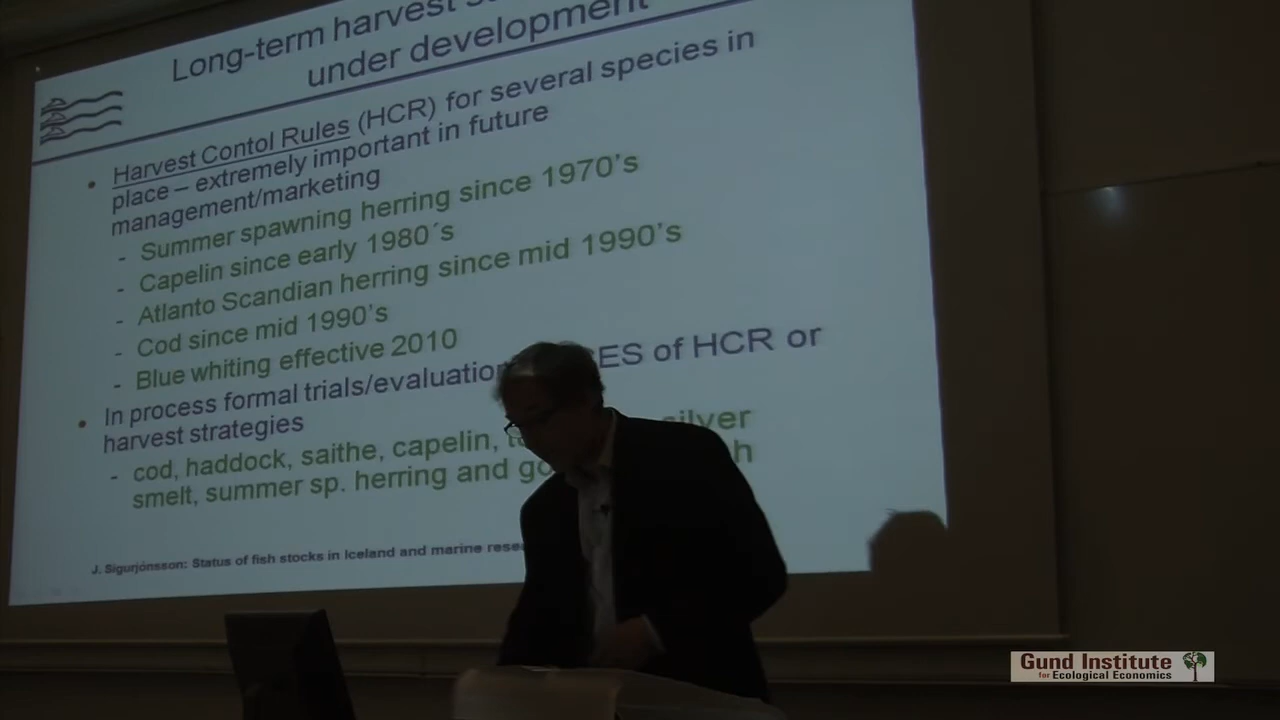 Long-term harvest
under development
• Harvest Contol Rules (HCR) for several species in
place – extremely important in future
management/marketing
- Summer spawning herring since 1970's
- Capelin since early 1980´s
- Atlanto Scandian herring since mid 1990's
- Cod since mid 1990's
- Blue whiting effective 2010
• In process formal trials/evaluation of HCR or
harvest strategies
- cod, haddock, saithe, capelin, silver
smelt, summer sp. herring and
J. Sigurjónsson: Status of fish stocks in Iceland and marine
Gund Institute
for Ecological Economics